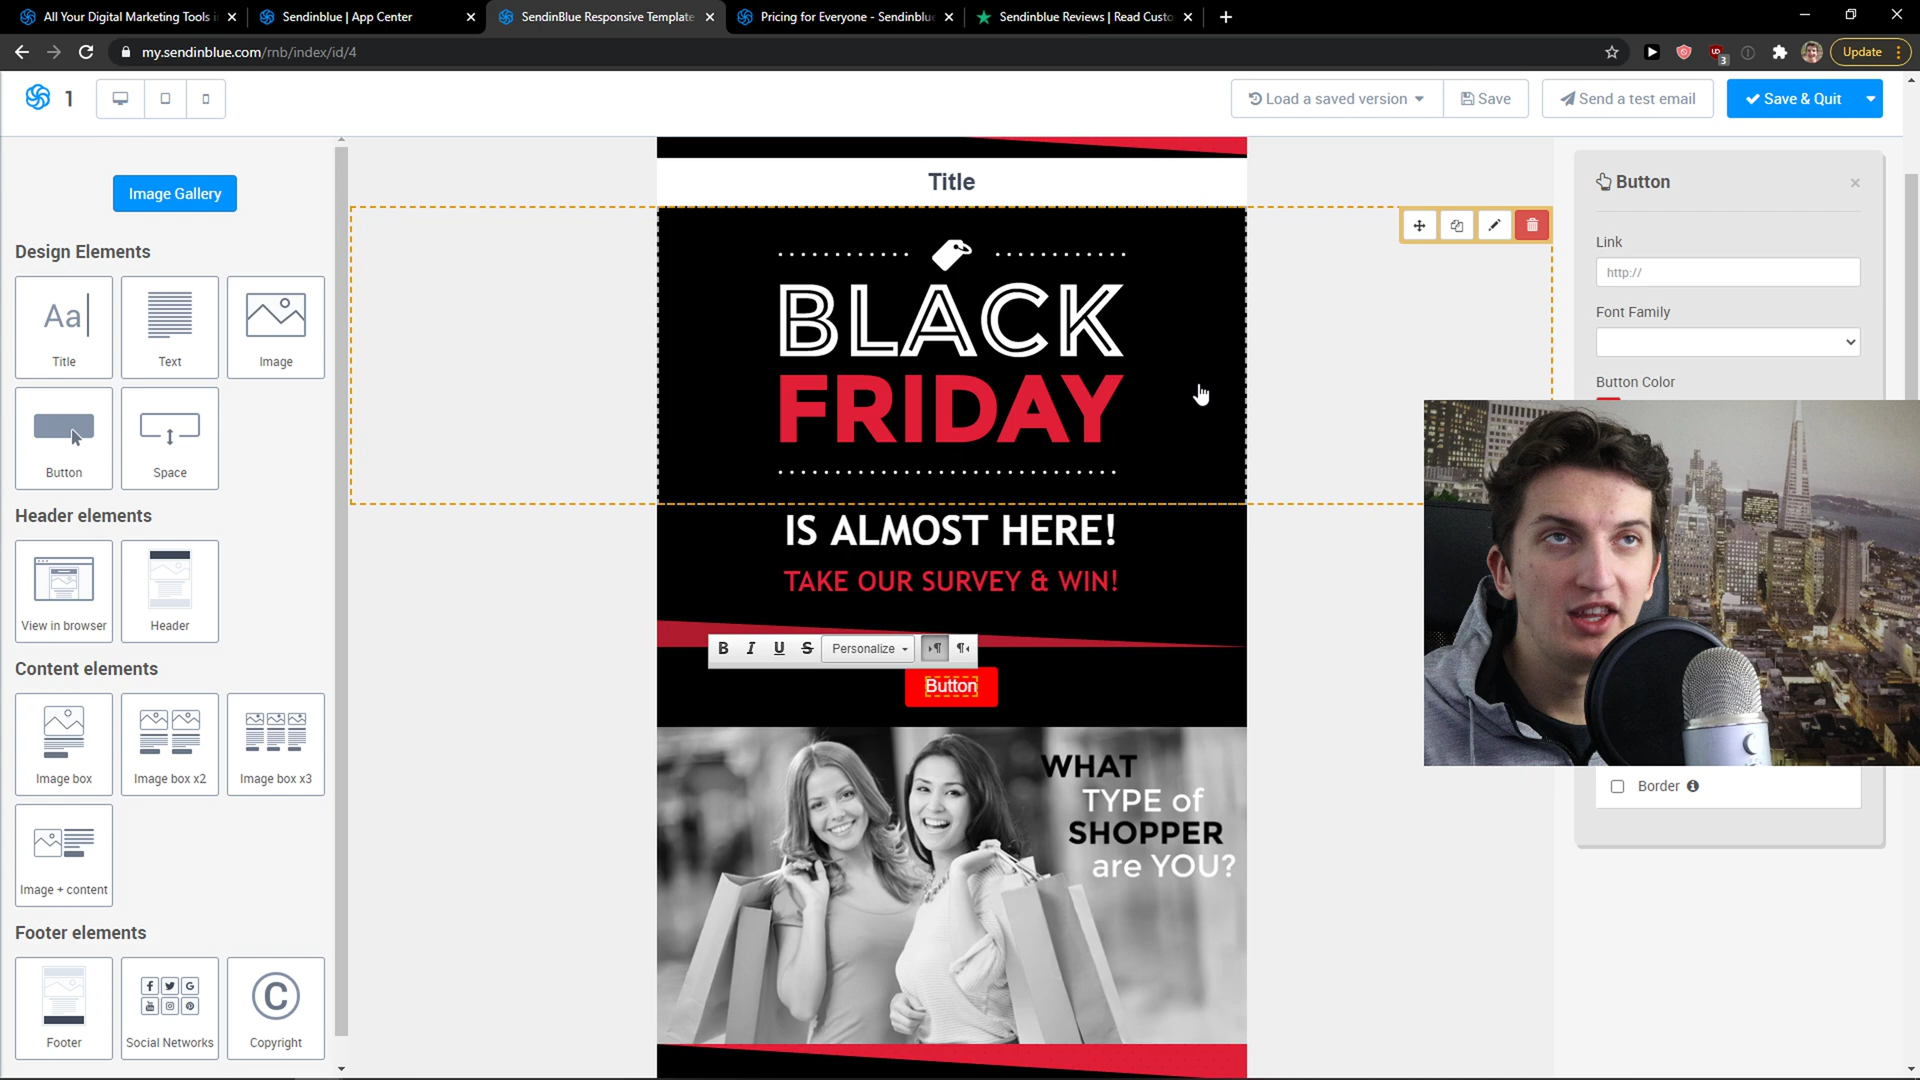 All Your Digital Marketing Tools i
Sendinblue | App Center
SendinBlue Responsive Template
Pricing for Everyone - Sendinblue
Sendinblue Reviews | Read Custo
my.sendinblue.com/rnb/index/id/4
3
Update
1
Load a saved version
Save
Send a test email
Save & Quit
Image Gallery
Design Elements
Aa
Title
Text
Image
Button
Space
Header elements
View in browser
Header
Content elements
Image box
Image box x2
Image box x3
Image + content
Footer elements
Footer
Social Networks
C
Copyright
Title
BLACK
FRIDAY
IS ALMOST HERE!
TAKE OUR SURVEY & WIN!
B I U S Personalize
Button
WHAT
TYPE of
SHOPPER
are YOU?
Button
Link
http://
Font Family
Button Color
Border